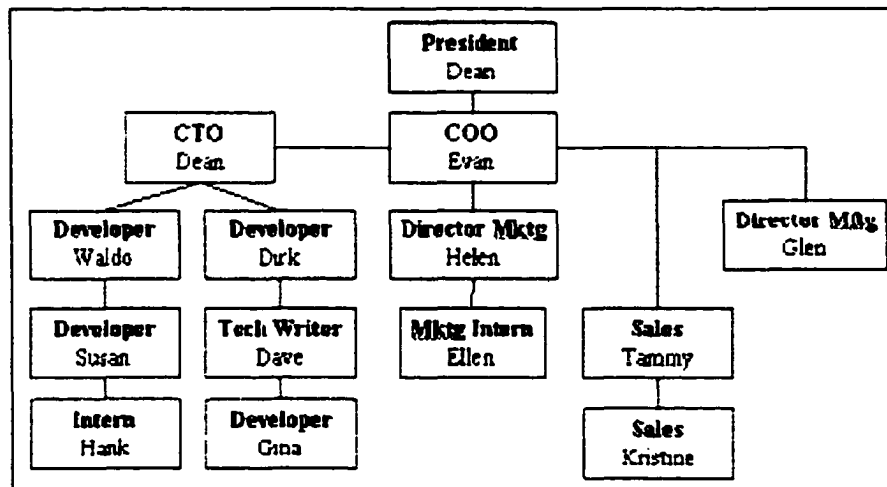 President
Dean
CTO
Dean
COO
Evan
Developer
Waldo
Developer
Dirk
Director Mktg
Helen
Director Mfg
Glen
Developer
Susan
Tech Writer
Dave
Mktg Intern
Ellen
Sales
Tammy
Intern
Hank
Developer
Gina
Sales
Kristine